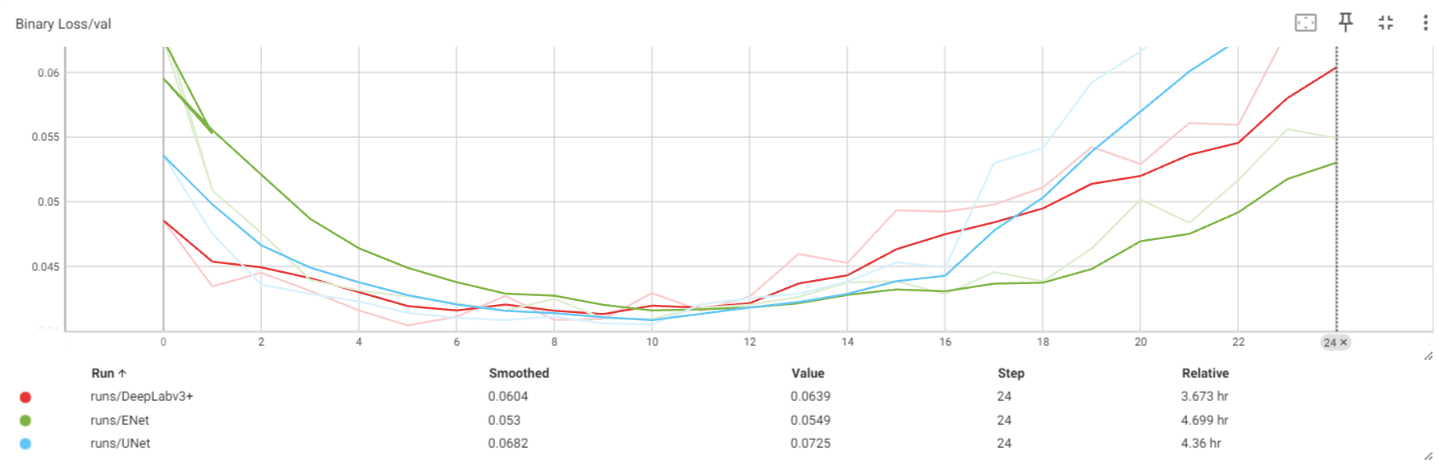 Binary Loss/val
0.06
0.055
0.05
0.045
0 2 4 6 8 10 12 14 16 18 20 22 24 ×
Run ↑ Smoothed Value Step Relative
runs/DeepLabv3+ 0.0604 0.0639 24 3.673 hr
runs/ENet 0.053 0.0549 24 4.699 hr
runs/UNet 0.0682 0.0725 24 4.36 hr